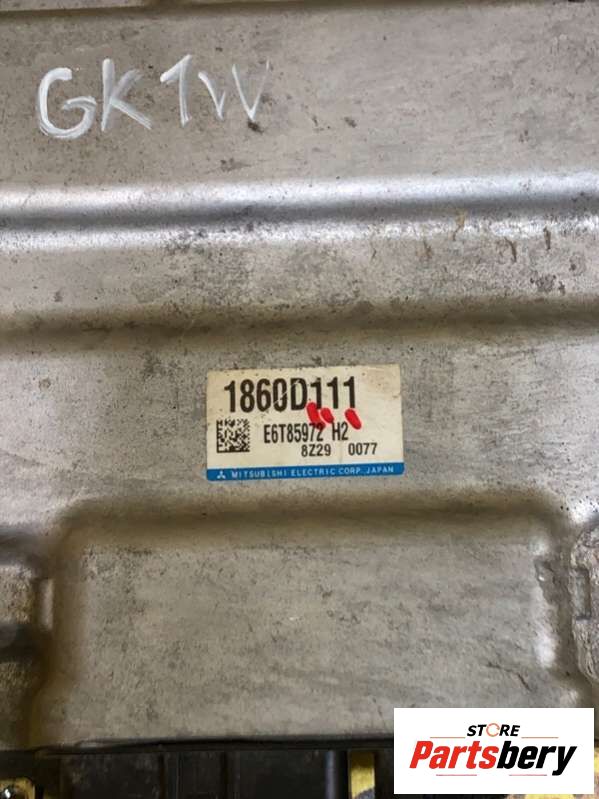 GK1W
1860D111
E6T85972 H2
8Z29 0077
MITSUBISHI ELECTRIC CORP. JAPAN
STORE
Partsbery